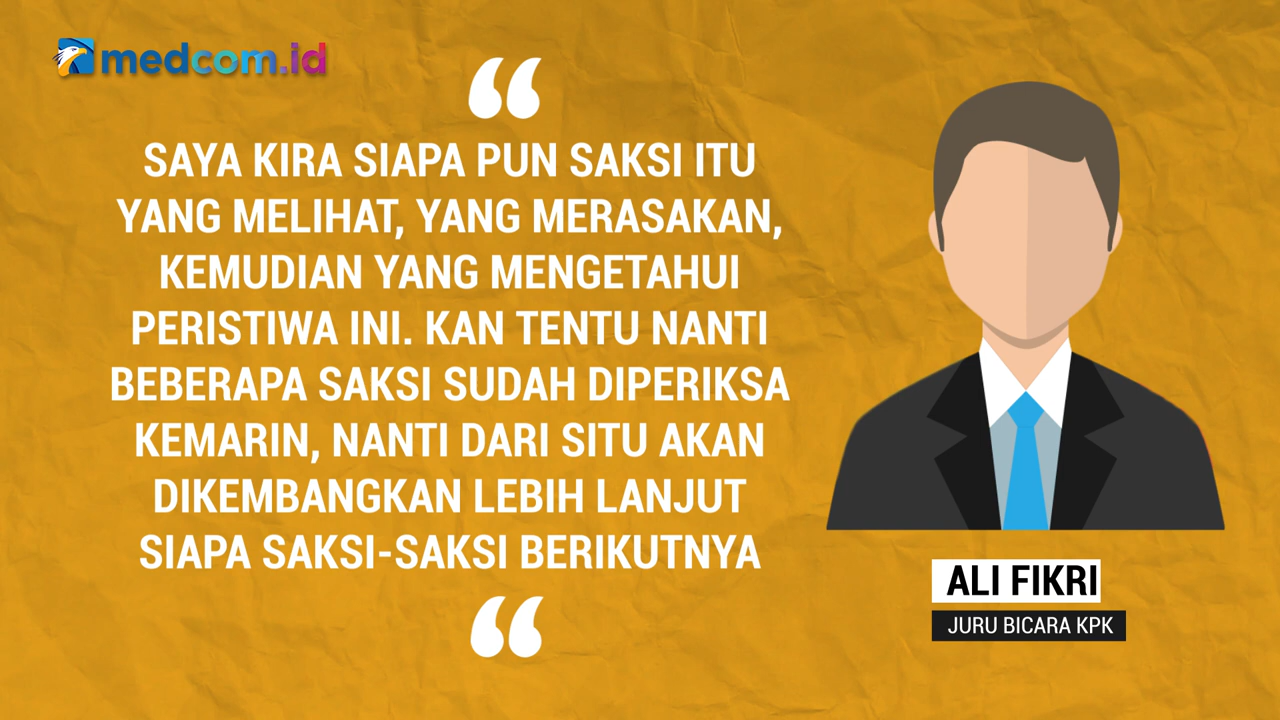 medcom.id
“
SAYA KIRA SIAPA PUN SAKSI ITU
YANG MELIHAT, YANG MERASAKAN,
KEMUDIAN YANG MENGETAHUI
PERISTIWA INI. KAN TENTU NANTI
BEBERAPA SAKSI SUDAH DIPERIKSA
KEMARIN, NANTI DARI SITU AKAN
DIKEMBANGKAN LEBIH LANJUT
SIAPA SAKSI-SAKSI BERIKUTNYA
“
ALI FIKRI
JURU BICARA KPK